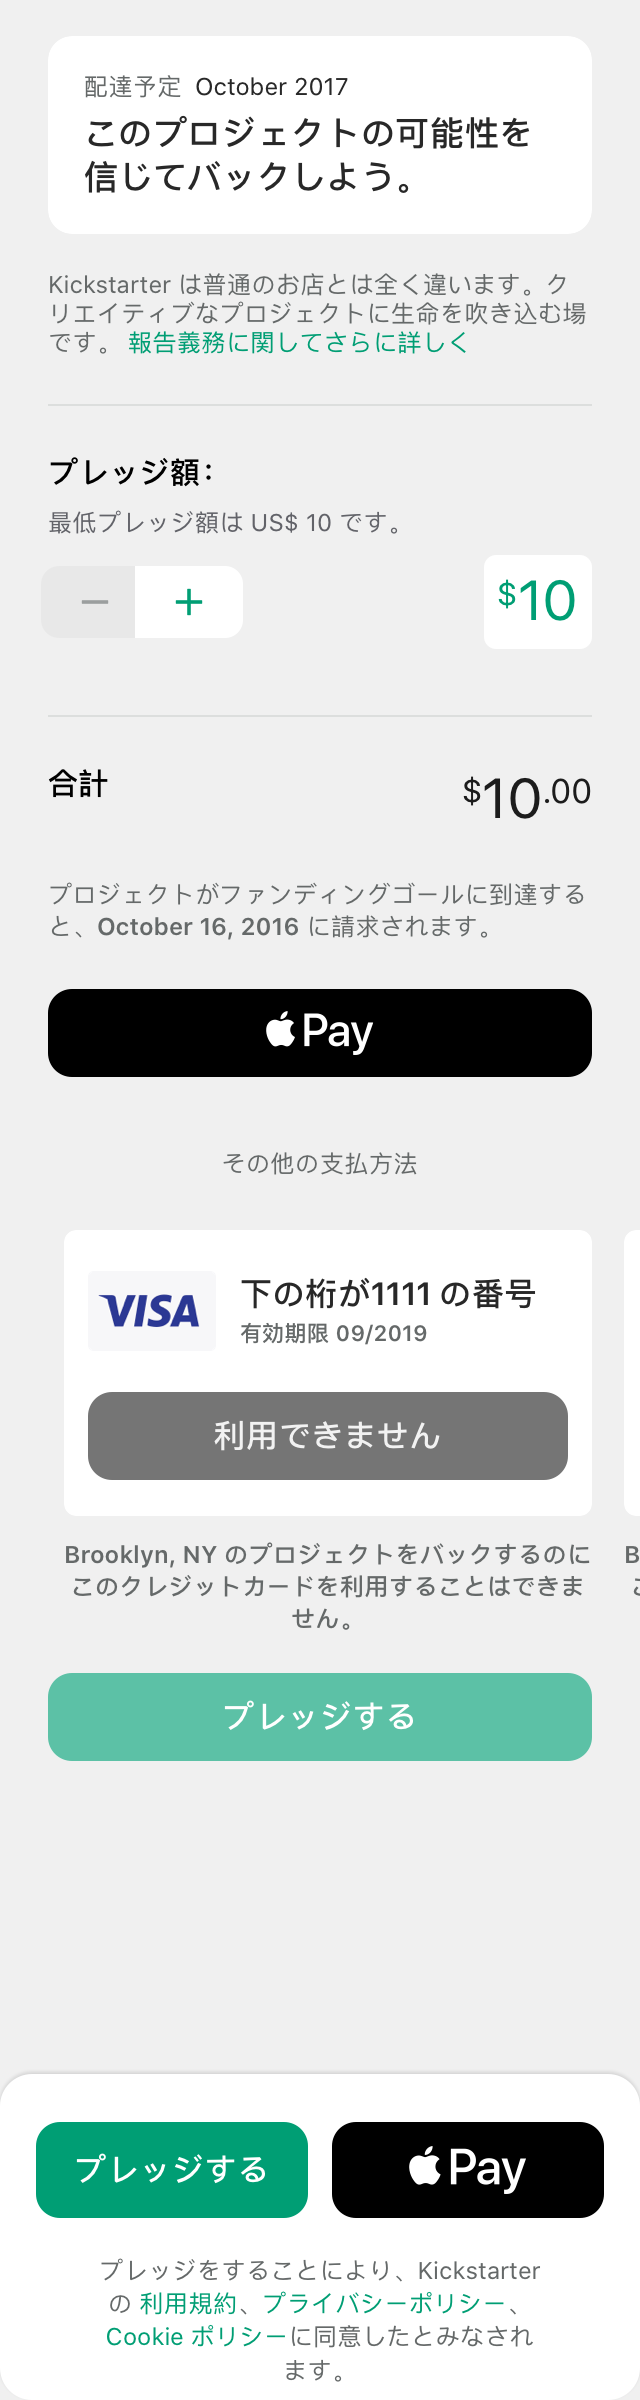 配達予定 October 2017
このプロジェクトの可能性を
信じてバックしよう。
Kickstarter は普通のお店とは全く違います。ク
リエイティブなプロジェクトに生命を吹き込む場
です。 報告義務に関してさらに詳しく
プレッジ額:
最低プレッジ額は US$ 10 です。
− +
$10
合計
$10.00
プロジェクトがファンディングゴールに到達する
と、October 16, 2016 に請求されます。
Pay
その他の支払方法
VISA
下の桁が1111 の番号
有効期限 09/2019
利用できません
Brooklyn, NY のプロジェクトをバックするのに
このクレジットカードを利用することはできま
せん。
プレッジする
プレッジする
Pay
プレッジをすることにより、Kickstarter
の 利用規約、プライバシーポリシー、
Cookie ポリシーに同意したとみなされ
ます。